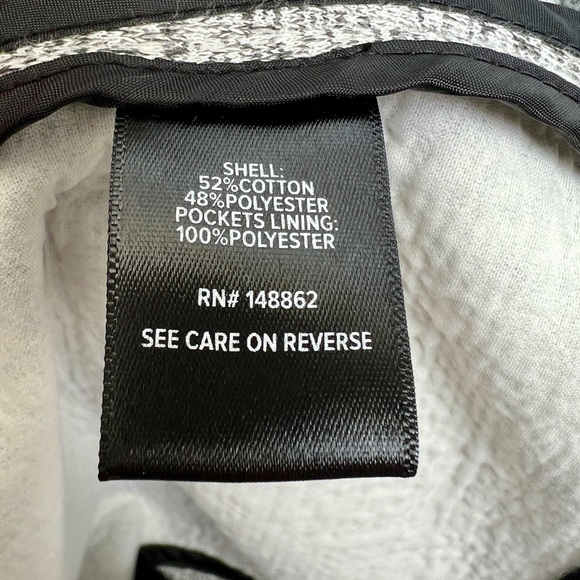 SHELL:
52%COTTON
48%POLYESTER
POCKETS LINING:
100%POLYESTER
RN# 148862
SEE CARE ON REVERSE